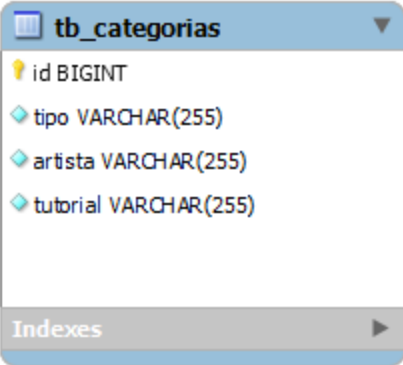 tb_categorias
id BIGINT
tipo VARCHAR(255)
artista VARCHAR(255)
tutorial VARCHAR(255)
Indexes